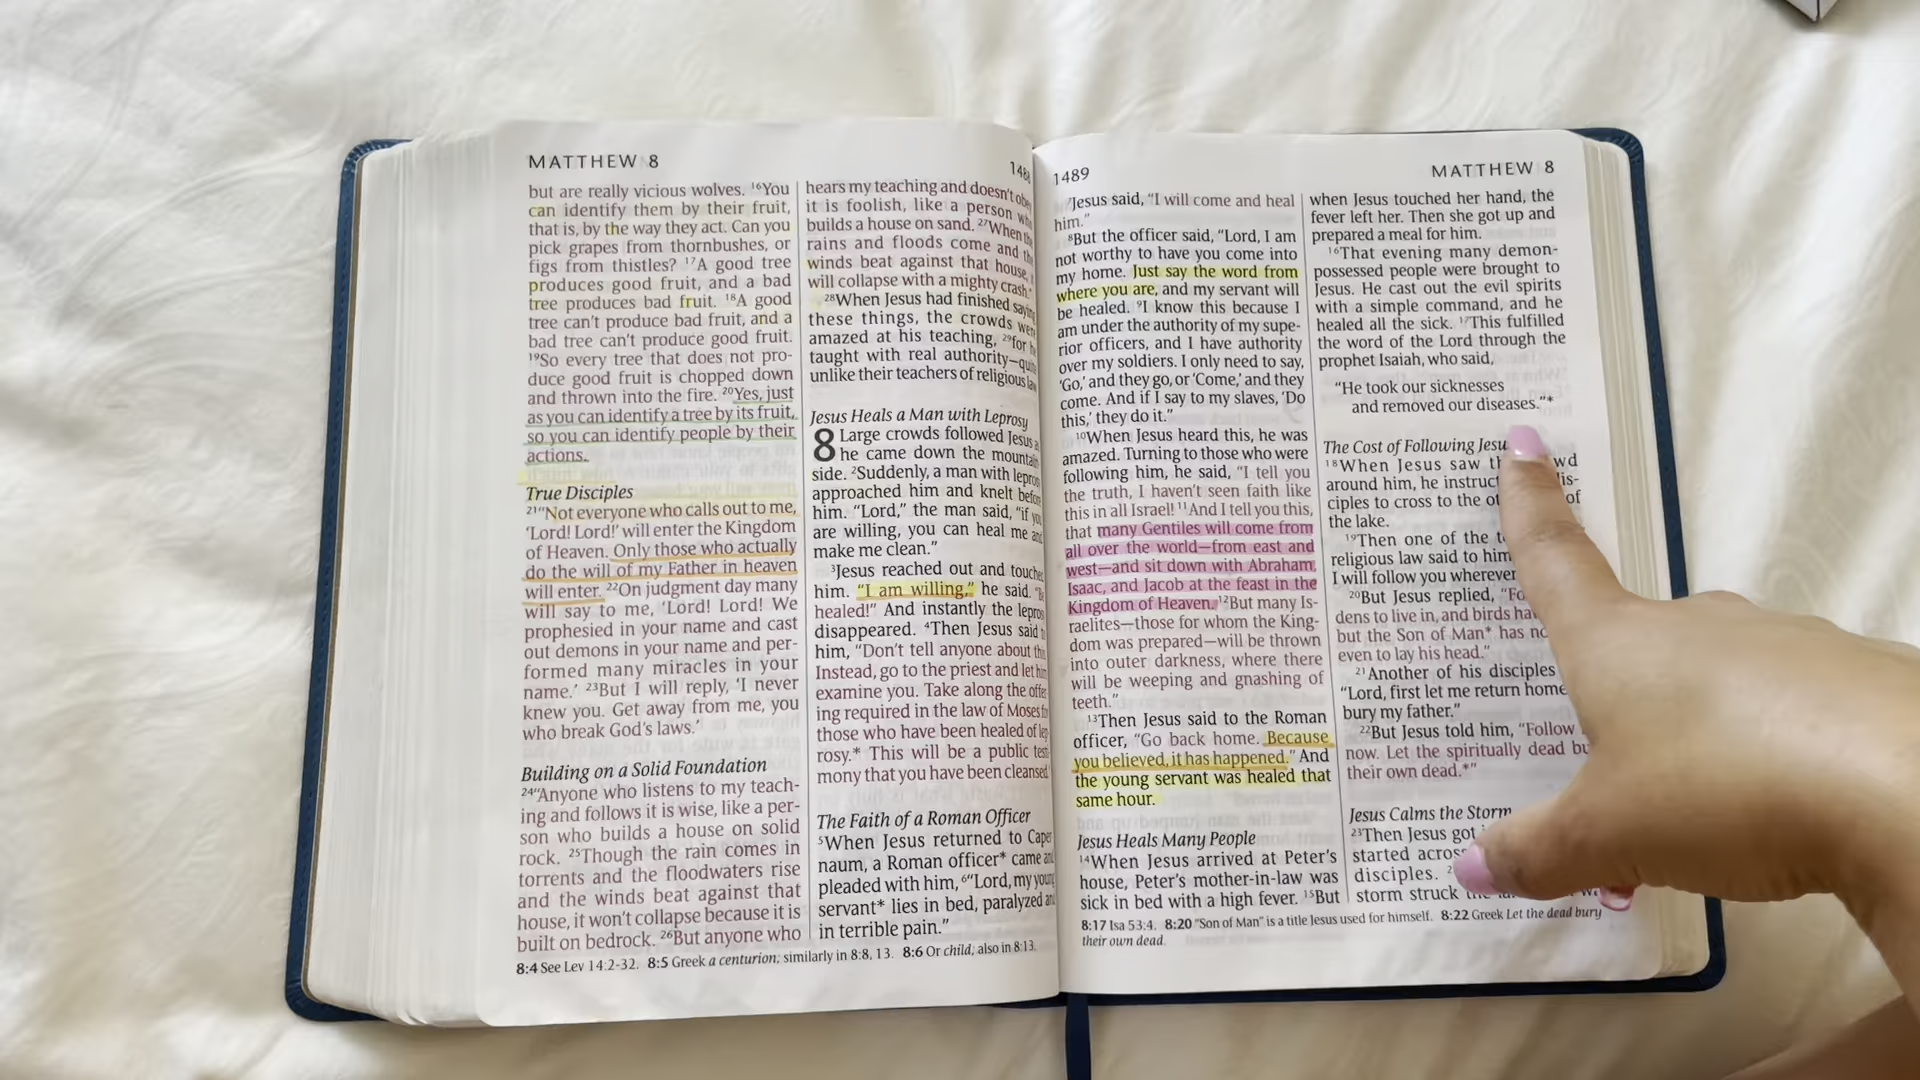 MATTHEW 8
1488
but are really vicious wolves. 16You
can identify them by their fruit,
that is, by the way they act. Can you
pick grapes from thornbushes, or
figs from thistles? 17A good tree
produces good fruit, and a bad
tree produces bad fruit. 18A good
tree can't produce bad fruit, and a
bad tree can't produce good fruit.
19So every tree that does not pro-
duce good fruit is chopped down
and thrown into the fire. 20Yes, just
as you can identify a tree by its fruit,
so you can identify people by their
actions.
True Disciples
21“Not everyone who calls out to me,
‘Lord! Lord!’ will enter the Kingdom
of Heaven. Only those who actually
do the will of my Father in heaven
will enter. 22On judgment day many
will say to me, ‘Lord! Lord! We
prophesied in your name and cast
out demons in your name and per-
formed many miracles in your
name.’ 23But I will reply, ‘I never
knew you. Get away from me, you
who break God's laws.’
Building on a Solid Foundation
24“Anyone who listens to my teach-
ing and follows it is wise, like a per-
son who builds a house on solid
rock. 25Though the rain comes in
torrents and the floodwaters rise
and the winds beat against that
house, it won't collapse because it is
built on bedrock. 26But anyone who
hears my teaching and doesn't obey
it is foolish, like a person who
builds a house on sand. 27When the
rains and floods come and the
winds beat against that house,
will collapse with a mighty crash.”
28When Jesus had finished saying
these things, the crowds were
amazed at his teaching, 29for he
taught with real authority—quite
unlike their teachers of religious law
Jesus Heals a Man with Leprosy
8 Large crowds followed Jesus
he came down the mountain
side. 2Suddenly, a man with leprosy
approached him and knelt before
him. “Lord,” the man said, “if you
are willing, you can heal me and
make me clean.”
3Jesus reached out and touched
him. “I am willing,” he said. “Be
healed!” And instantly the leprosy
disappeared. 4Then Jesus said
him, “Don't tell anyone about this.
Instead, go to the priest and let him
examine you. Take along the offer
ing required in the law of Moses
those who have been healed of lep
rosy.* This will be a public testi
mony that you have been cleansed
The Faith of a Roman Officer
5When Jesus returned to Caper
naum, a Roman officer* came and
pleaded with him, 6“Lord, my young
servant* lies in bed, paralyzed and
in terrible pain.”
8:4 See Lev 14:2-32. 8:5 Greek a centurion; similarly in 8:8, 13. 8:6 Or child; also in 8:13.
1489
MATTHEW 8
7Jesus said, “I will come and heal
him.”
8But the officer said, “Lord, I am
not worthy to have you come into
my home. Just say the word from
where you are, and my servant will
be healed. 9I know this because I
am under the authority of my supe-
rior officers, and I have authority
over my soldiers. I only need to say,
‘Go,’ and they go, or ‘Come,’ and they
come. And if I say to my slaves, ‘Do
this,’ they do it.”
10When Jesus heard this, he was
amazed. Turning to those who were
following him, he said, “I tell you
the truth, I haven't seen faith like
this in all Israel! 11And I tell you this,
that many Gentiles will come from
all over the world—from east and
west—and sit down with Abraham,
Isaac, and Jacob at the feast in the
Kingdom of Heaven. 12But many Is-
raelites—those for whom the King-
dom was prepared—will be thrown
into outer darkness, where there
will be weeping and gnashing of
teeth.”
13Then Jesus said to the Roman
officer, “Go back home. Because
you believed, it has happened.” And
the young servant was healed that
same hour.
Jesus Heals Many People
14When Jesus arrived at Peter's
house, Peter's mother-in-law was
sick in bed with a high fever. 15But
when Jesus touched her hand, the
fever left her. Then she got up and
prepared a meal for him.
16That evening many demon-
possessed people were brought to
Jesus. He cast out the evil spirits
with a simple command, and he
healed all the sick. 17This fulfilled
the word of the Lord through the
prophet Isaiah, who said,
“He took our sicknesses
and removed our diseases.”*
The Cost of Following Jesu
18When Jesus saw th wd
around him, he instruc is-
ciples to cross to the ot of
the lake.
19Then one of the t
religious law said to him
I will follow you wherever
20But Jesus replied, “Fo
dens to live in, and birds hav
but the Son of Man* has no
even to lay his head.”
21Another of his disciples
“Lord, first let me return home
bury my father.”
22But Jesus told him, “Follow
now. Let the spiritually dead bu
their own dead.*”
Jesus Calms the Storm
23Then Jesus got
started across
disciples.
storm struck
8:17 Isa 53:4. 8:20 “Son of Man” is a title Jesus used for himself. 8:22 Greek Let the dead bury
their own dead.